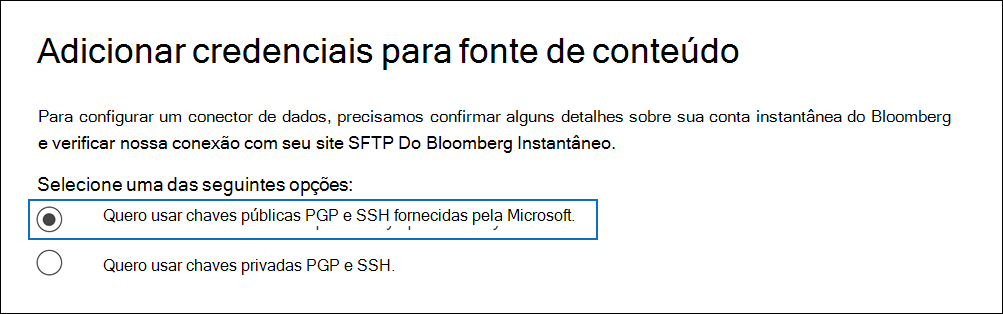 Adicionar credenciais para fonte de conteúdo
Para configurar um conector de dados, precisamos confirmar alguns detalhes sobre sua conta instantânea do Bloomberg
e verificar nossa conexão com seu site SFTP Do Bloomberg Instantâneo.
Selecione uma das seguintes opções:
Quero usar chaves públicas PGP e SSH fornecidas pela Microsoft.
Quero usar chaves privadas PGP e SSH.